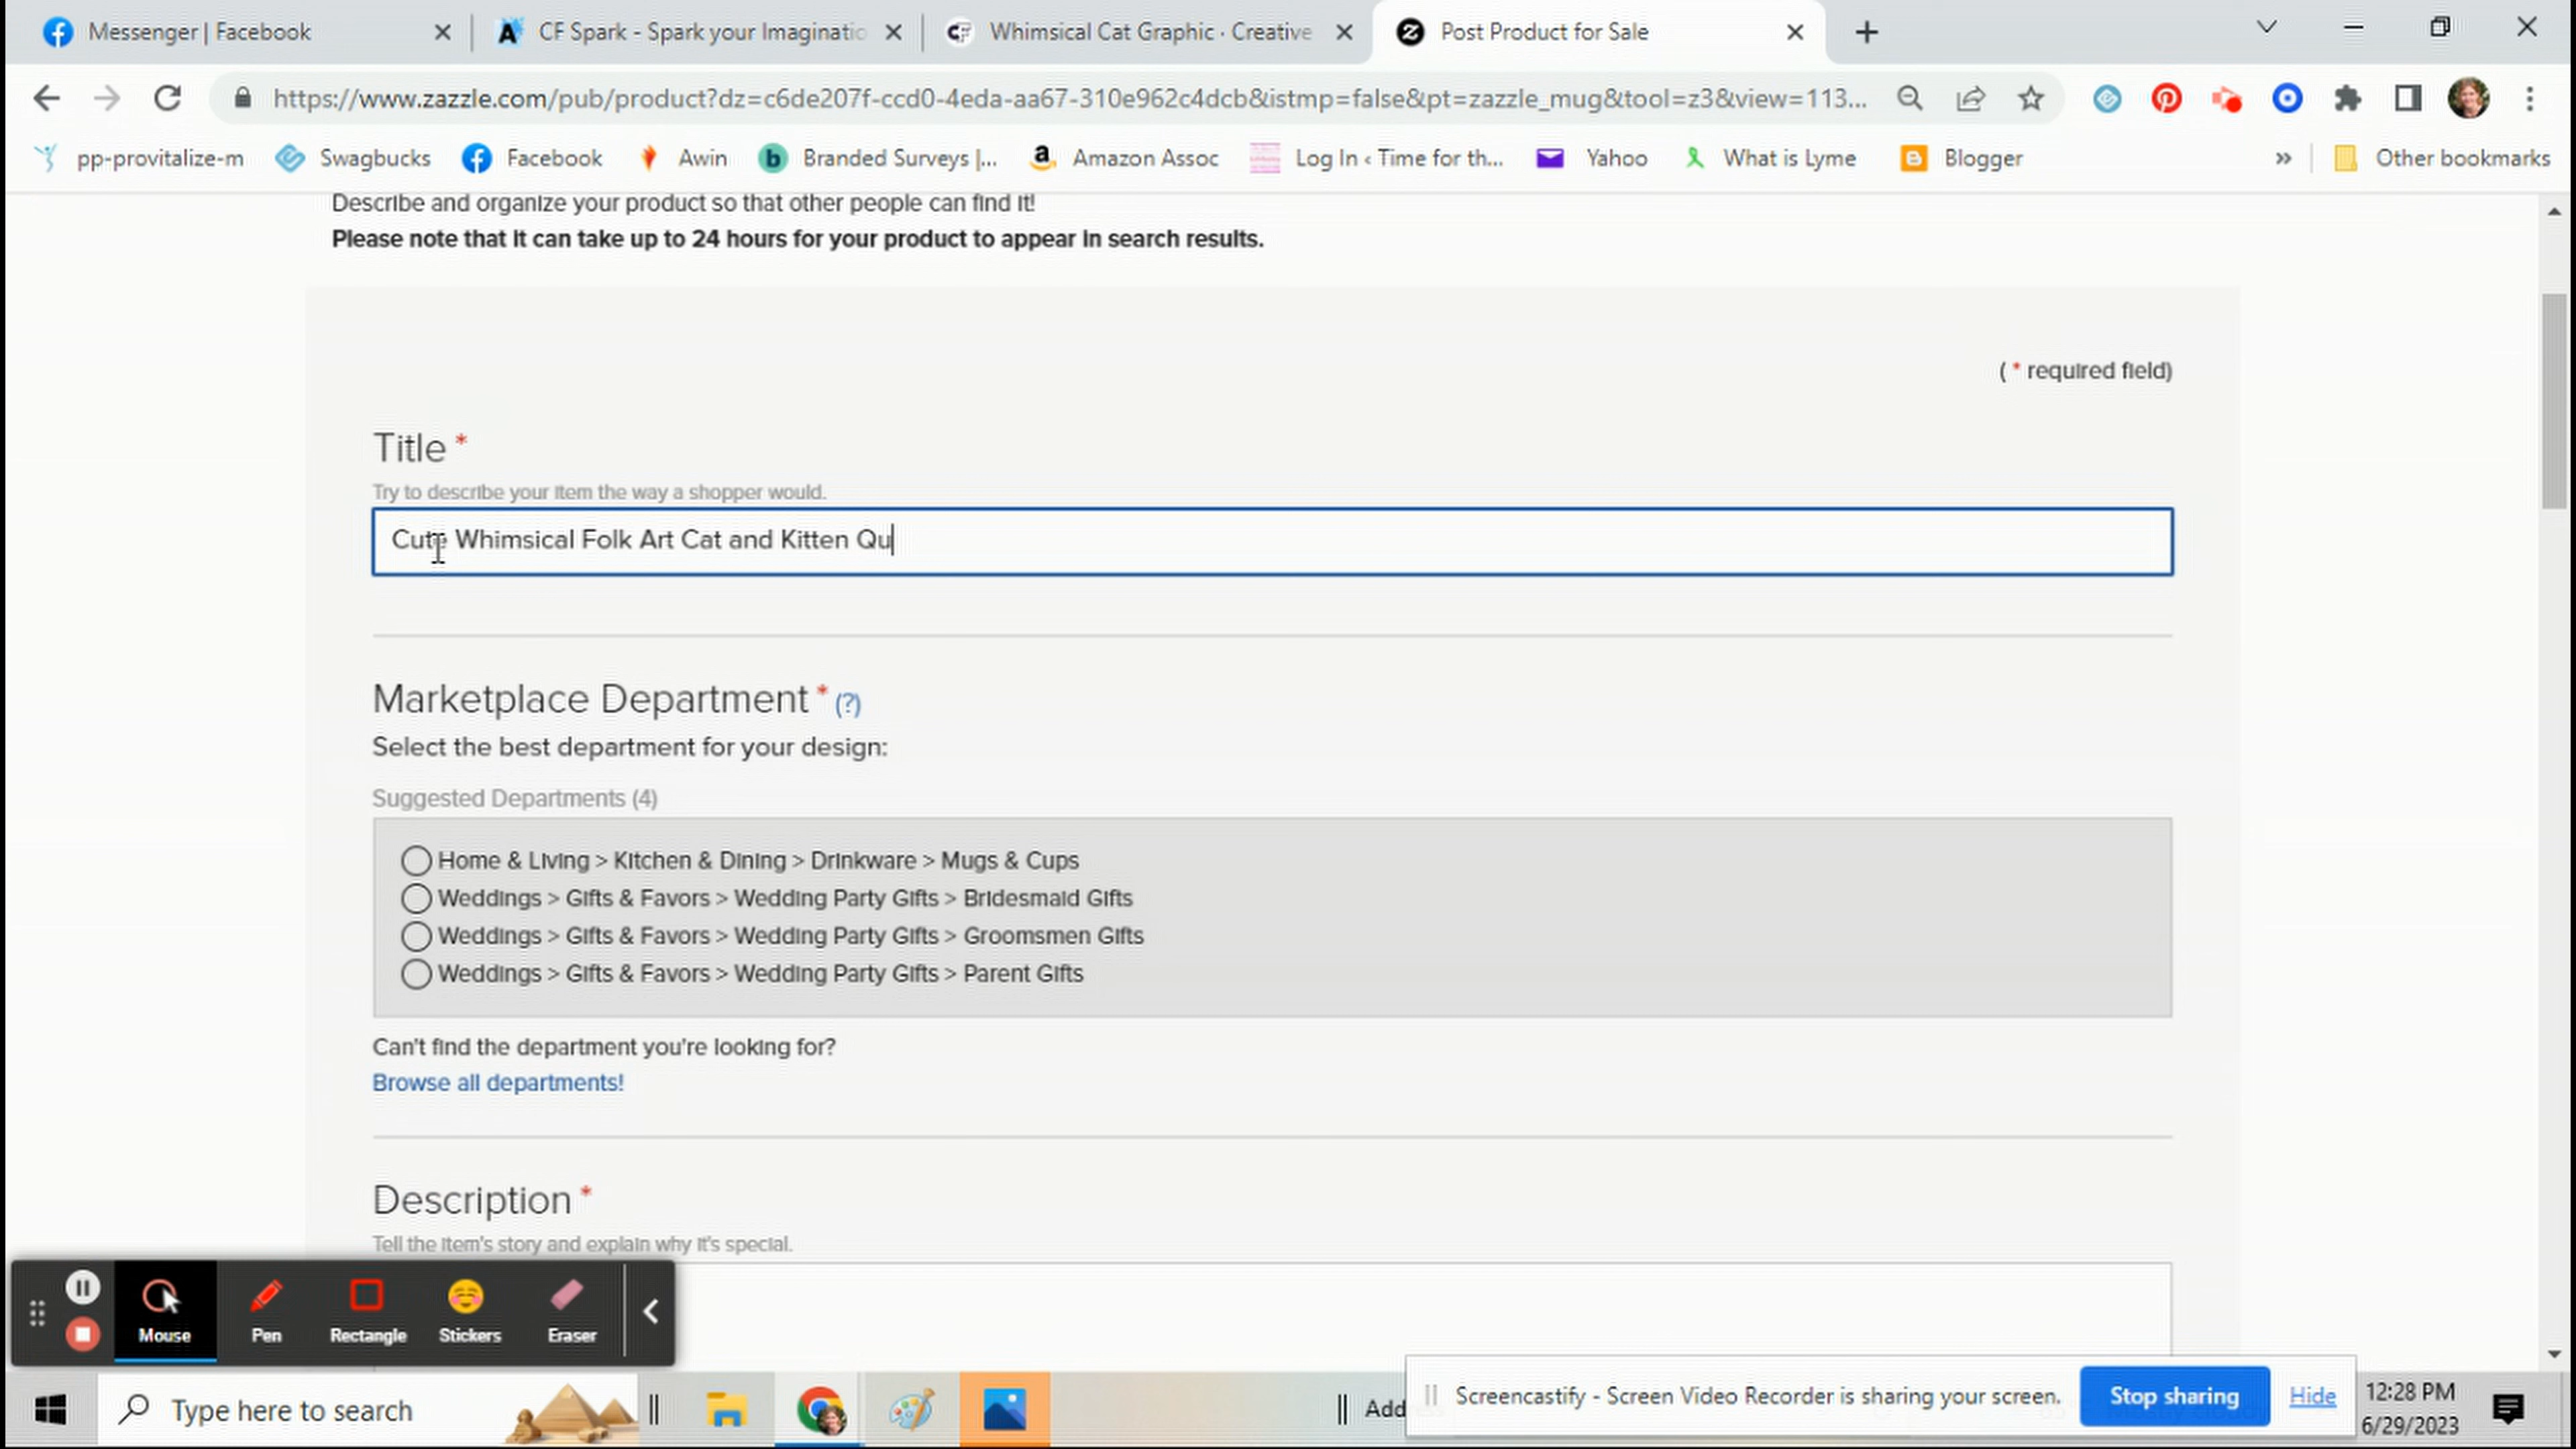 Messenger | Facebook
CF Spark - Spark your Imaginatio
Whimsical Cat Graphic · Creative
Post Product for Sale
https://www.zazzle.com/pub/product?dz=c6de207f-ccd0-4eda-aa67-310e962c4dcb&istmp=false&pt=zazzle_mug&tool=z3&view=113...
pp-provitalize-m
Swagbucks
Facebook
Awin
Branded Surveys |...
Amazon Assoc
Log In ‹ Time for th...
Yahoo
What is Lyme
Blogger
»
Other bookmarks
Describe and organize your product so that other people can find it!
Please note that it can take up to 24 hours for your product to appear in search results.
( * required field)
Title *
Try to describe your item the way a shopper would.
Cute Whimsical Folk Art Cat and Kitten Qu
Marketplace Department * (?)
Select the best department for your design:
Suggested Departments (4)
Home & Living > Kitchen & Dining > Drinkware > Mugs & Cups
Weddings > Gifts & Favors > Wedding Party Gifts > Bridesmaid Gifts
Weddings > Gifts & Favors > Wedding Party Gifts > Groomsmen Gifts
Weddings > Gifts & Favors > Wedding Party Gifts > Parent Gifts
Can't find the department you're looking for?
Browse all departments!
Description *
Tell the item's story and explain why it's special.
Mouse
Pen
Rectangle
Stickers
Eraser
Type here to search
Add
Screencastify - Screen Video Recorder is sharing your screen.
Stop sharing
Hide
12:28 PM
6/29/2023